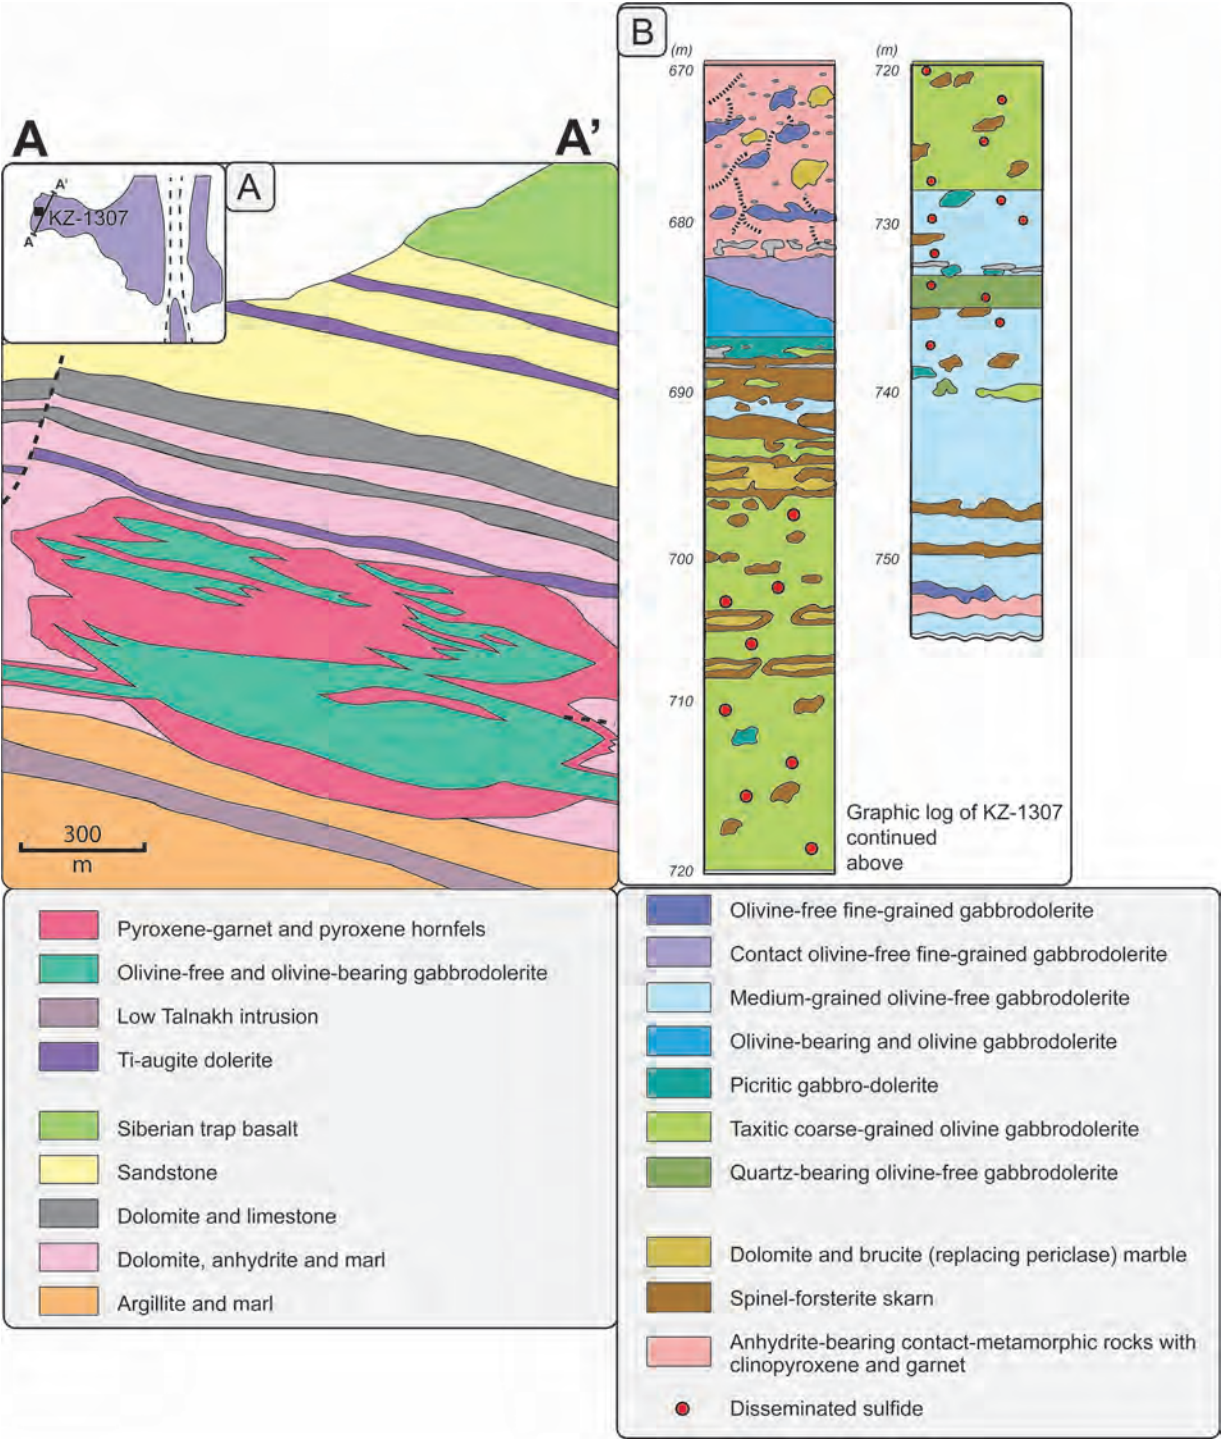 A
A'
A'
KZ-1307
A
A
300
m
B
(m)
670
680
690
700
710
720
(m)
720
730
740
750
Graphic log of KZ-1307
continued
above
Pyroxene-garnet and pyroxene hornfels
Olivine-free and olivine-bearing gabbrodolerite
Low Talnakh intrusion
Ti-augite dolerite
Siberian trap basalt
Sandstone
Dolomite and limestone
Dolomite, anhydrite and marl
Argillite and marl
Olivine-free fine-grained gabbrodolerite
Contact olivine-free fine-grained gabbrodolerite
Medium-grained olivine-free gabbrodolerite
Olivine-bearing and olivine gabbrodolerite
Picritic gabbro-dolerite
Taxitic coarse-grained olivine gabbrodolerite
Quartz-bearing olivine-free gabbrodolerite
Dolomite and brucite (replacing periclase) marble
Spinel-forsterite skarn
Anhydrite-bearing contact-metamorphic rocks with
clinopyroxene and garnet
Disseminated sulfide